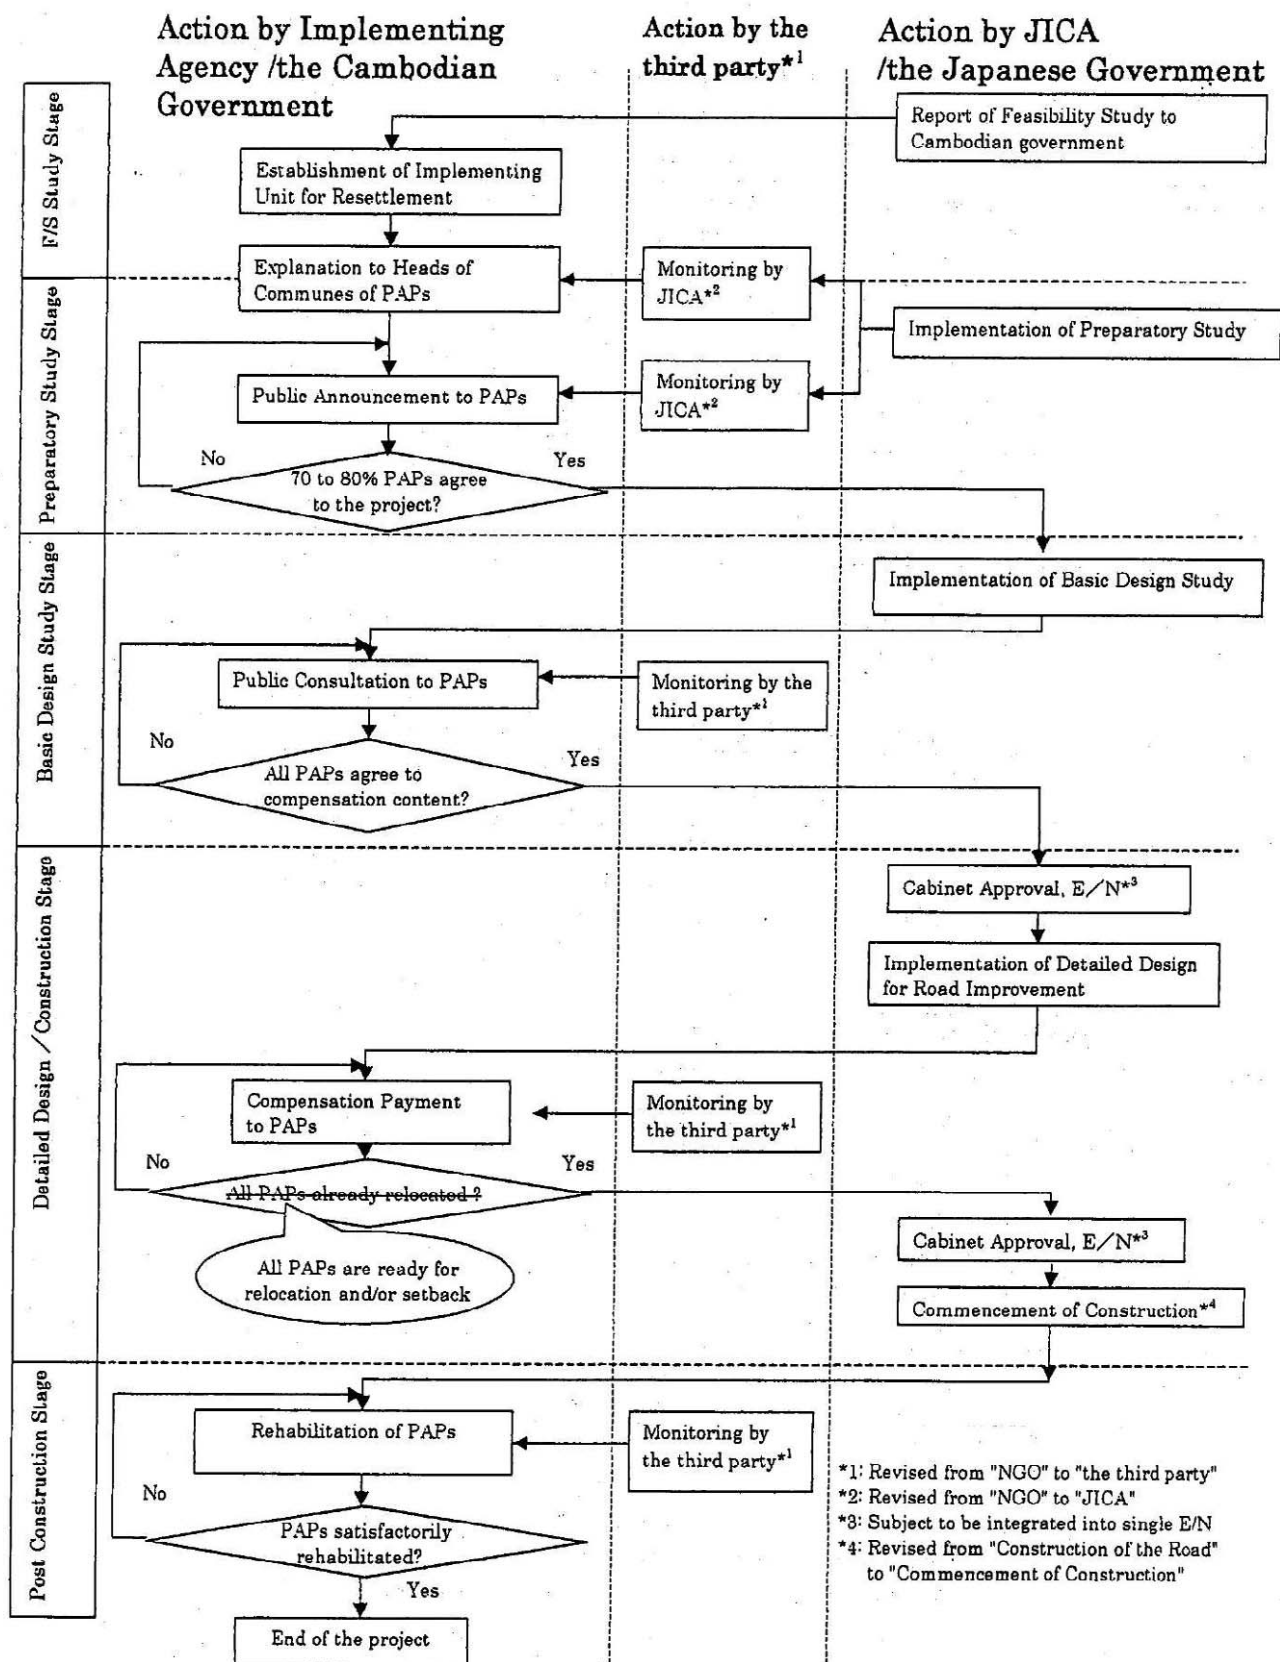 Action by Implementing
Agency /the Cambodian
Government
Action by the
third party*1
Action by JICA
/the Japanese Government
F/S Study Stage
Report of Feasibility Study to
Cambodian government
Establishment of Implementing
Unit for Resettlement
Explanation to Heads of
Communes of PAPs
Monitoring by
JICA*2
Preparatory Study Stage
Implementation of Preparatory Study
Public Announcement to PAPs
Monitoring by
JICA*2
No
Yes
70 to 80% PAPs agree
to the project?
Basic Design Study Stage
Implementation of Basic Design Study
Public Consultation to PAPs
Monitoring by the
third party*1
No
Yes
All PAPs agree to
compensation content?
Detailed Design /Construction Stage
Cabinet Approval, E/N*3
Implementation of Detailed Design
for Road Improvement
Compensation Payment
to PAPs
Monitoring by
the third party*1
No
Yes
All PAPs already relocated ?
All PAPs are ready for
relocation and/or setback
Cabinet Approval, E/N*3
Commencement of Construction*4
Post Construction Stage
Rehabilitation of PAPs
Monitoring by
the third party*1
No
PAPs satisfactorily
rehabilitated?
Yes
End of the project
*1: Revised from "NGO" to "the third party"
*2: Revised from "NGO" to "JICA"
*3: Subject to be integrated into single E/N
*4: Revised from "Construction of the Road"
to "Commencement of Construction"